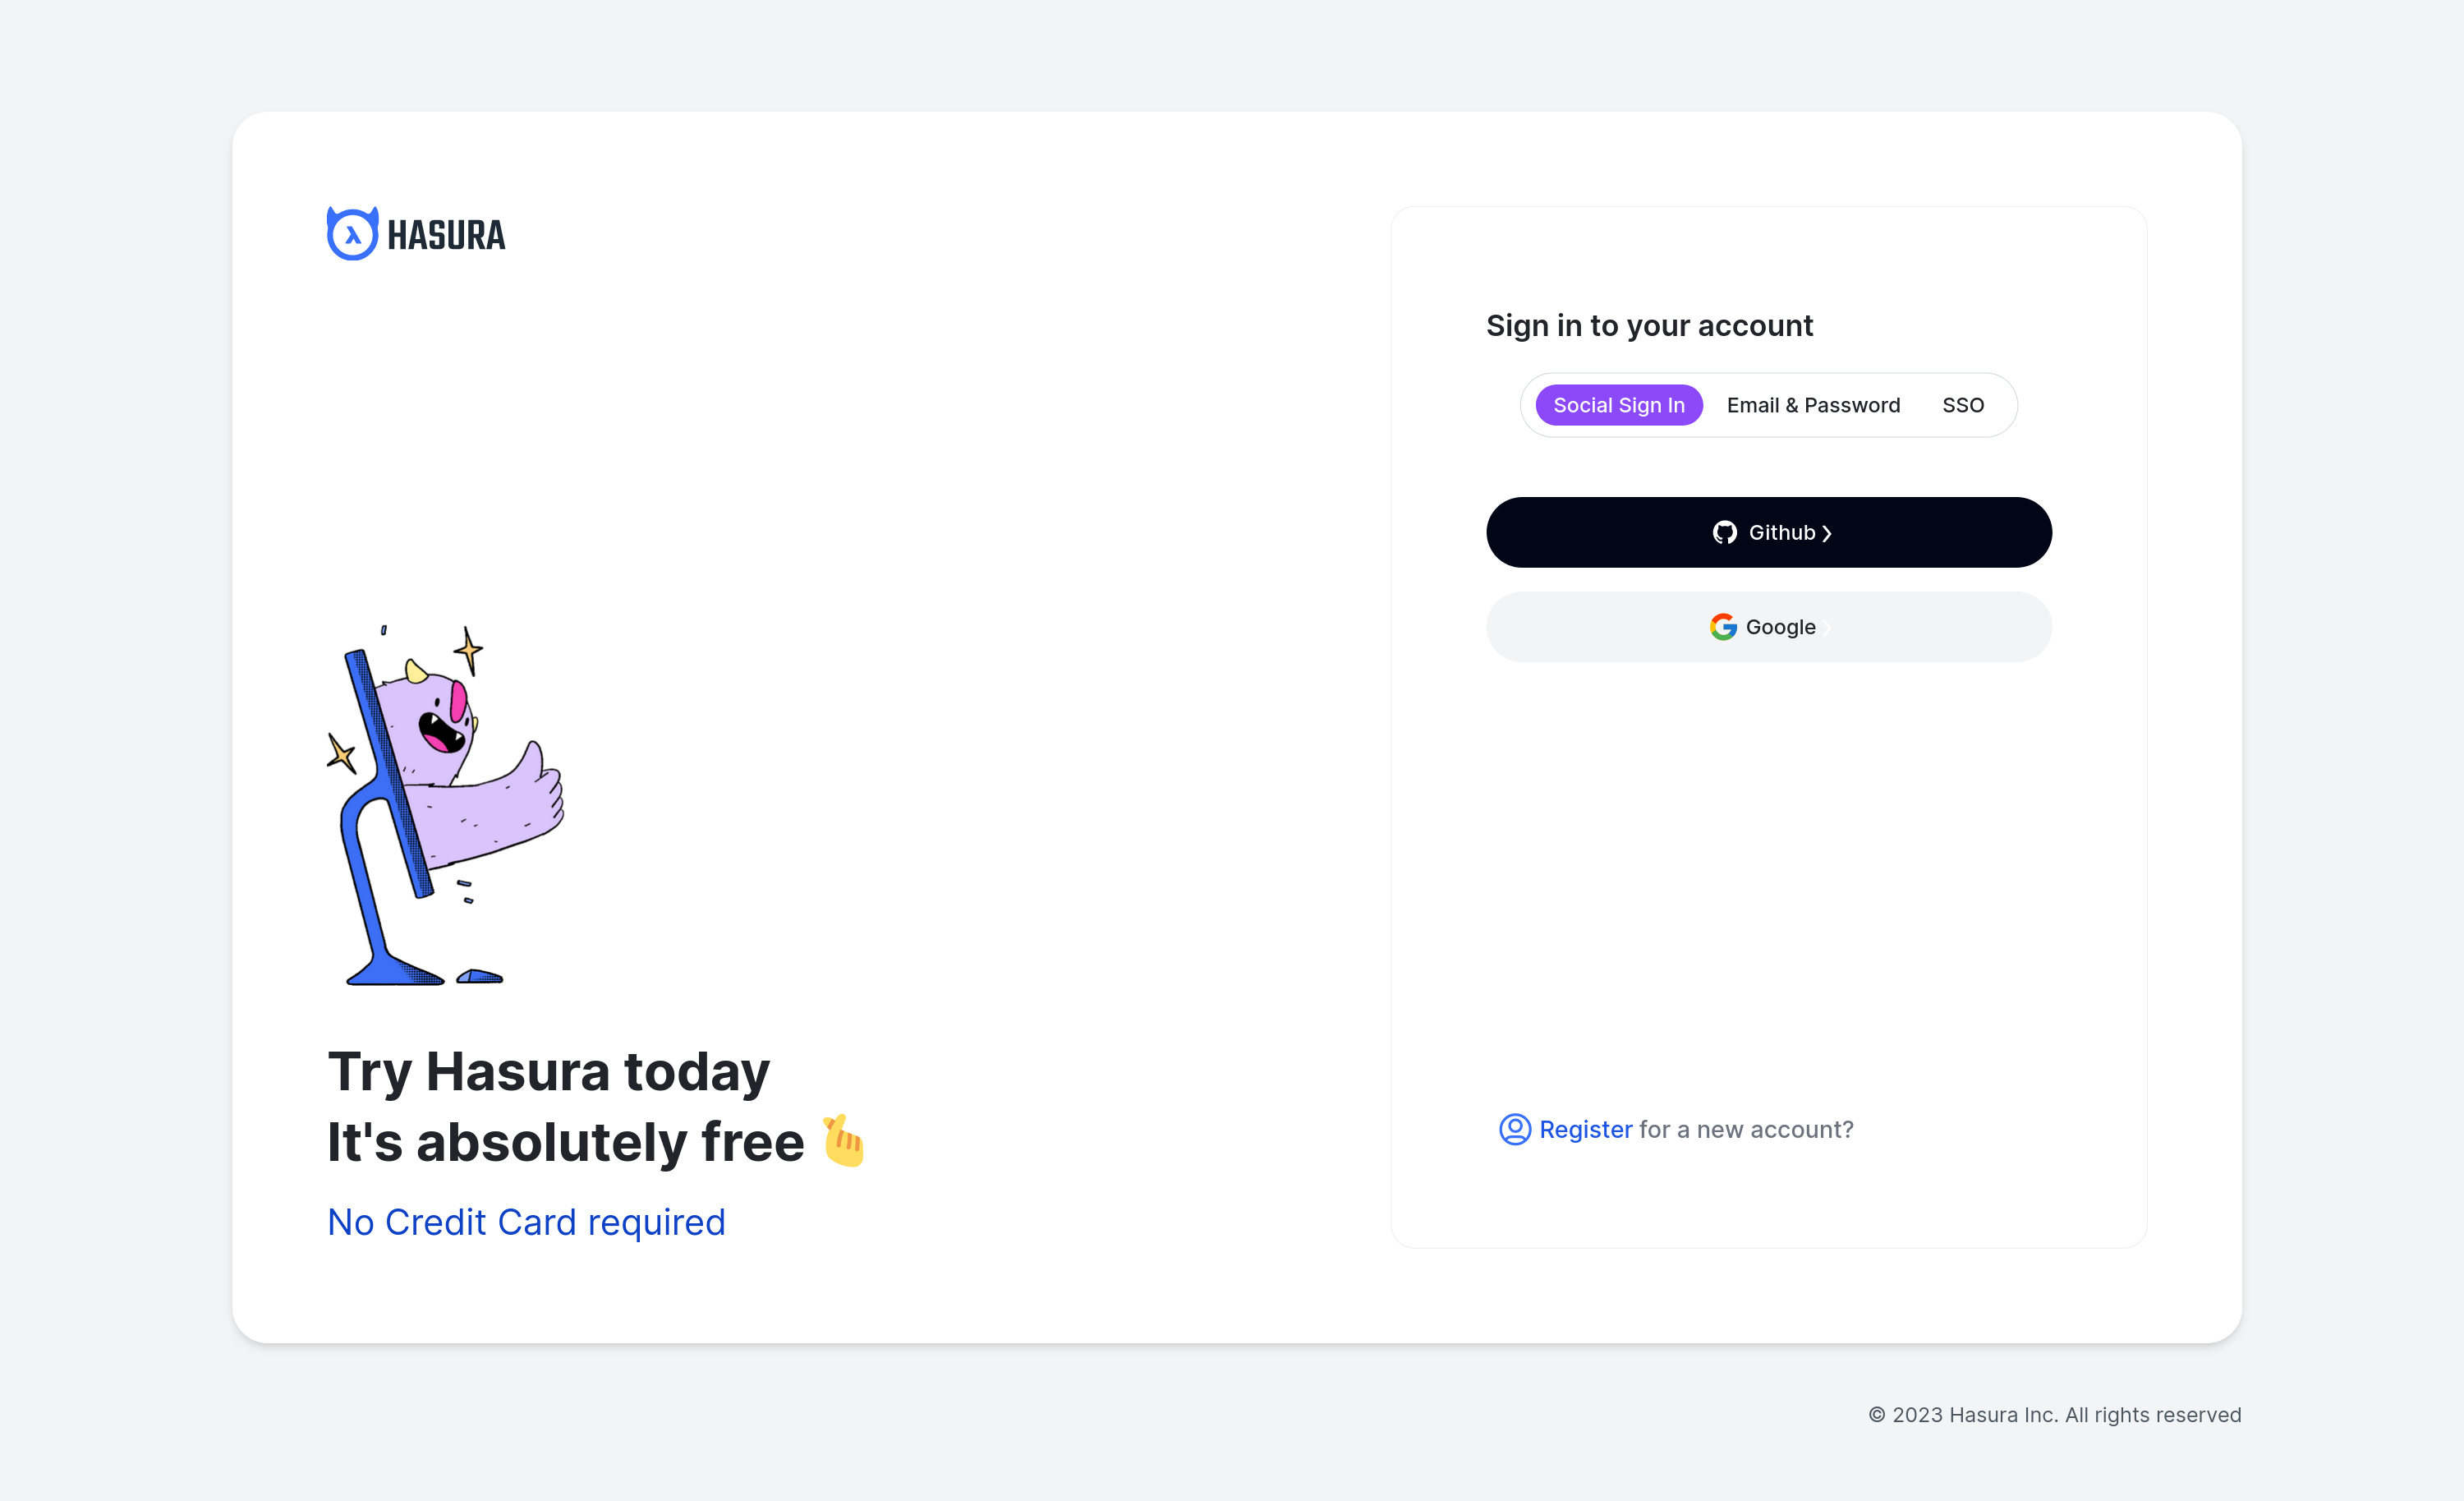 HASURA
Try Hasura today
It's absolutely free
No Credit Card required
Sign in to your account
Social Sign In
Email & Password
SSO
Github
Google
Register for a new account?
© 2023 Hasura Inc. All rights reserved